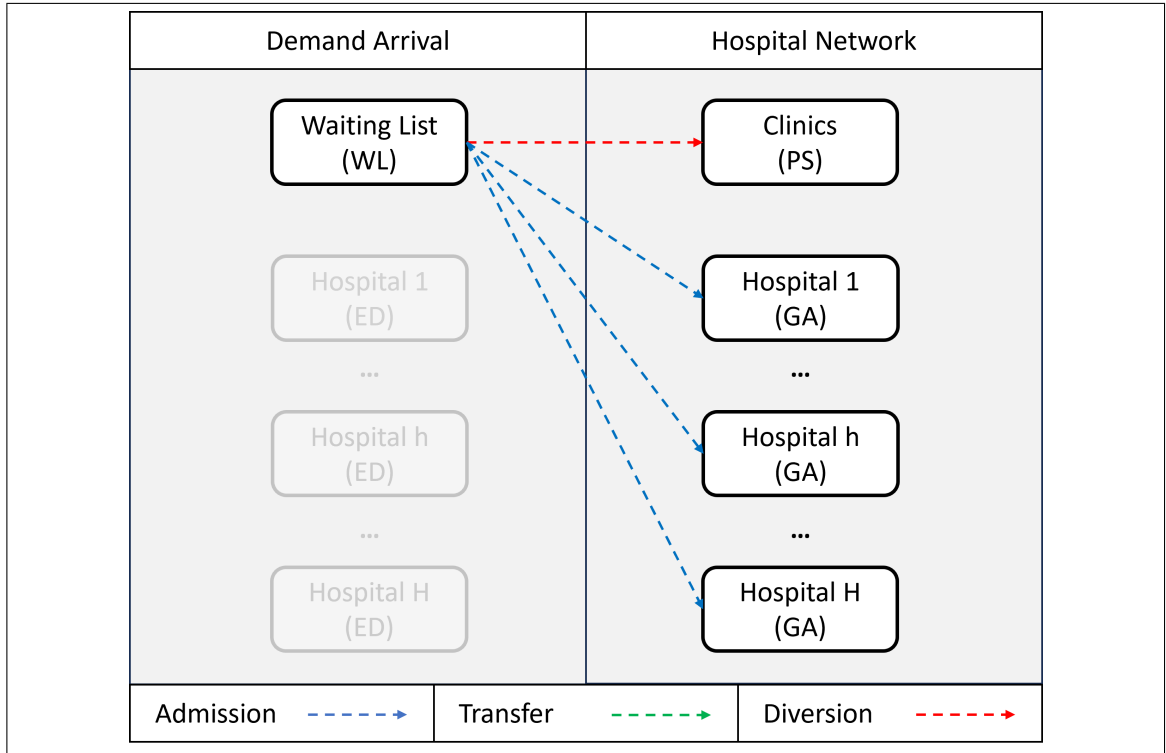 Demand Arrival
Hospital Network
Waiting List
(WL)
Clinics
(PS)
Hospital 1
(ED)
Hospital 1
(GA)
...
...
Hospital h
(ED)
Hospital h
(GA)
...
...
Hospital H
(ED)
Hospital H
(GA)
Admission
Transfer
Diversion